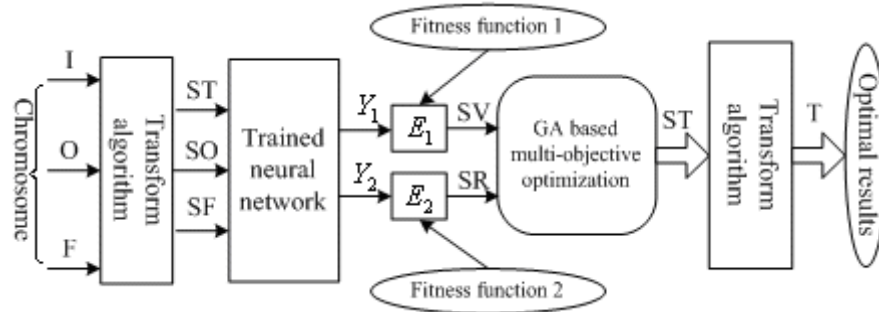 Fitness function 1
Chromosome
I
O
F
Transform
algorithm
ST
SO
SF
Trained
neural
network
Y₁
Y₂
E₁
E₂
SV
SR
GA based
multi-objective
optimization
ST
Transform
algorithm
T
Optimal results
Fitness function 2